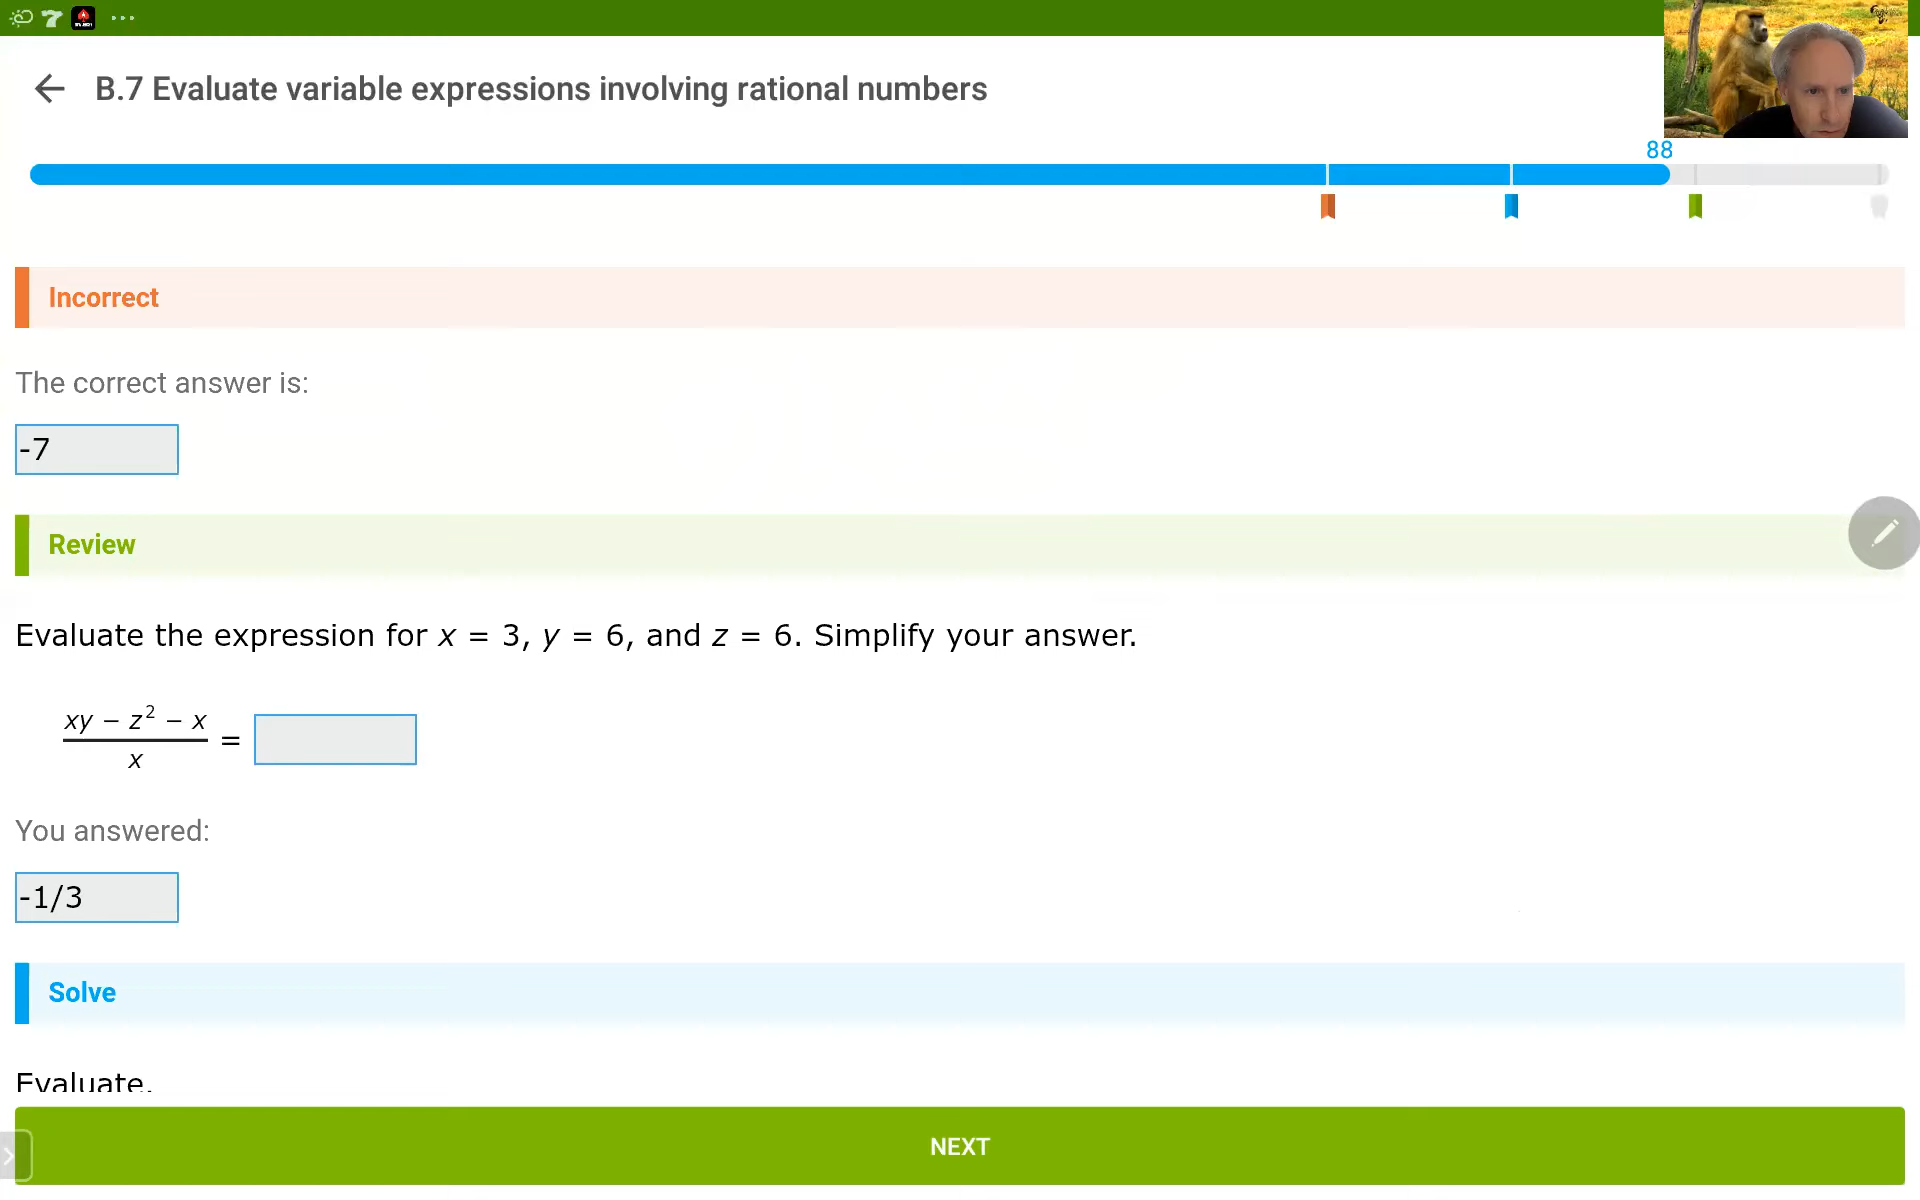 B.7 Evaluate variable expressions involving rational numbers
88
Incorrect
The correct answer is:
-7
Review
Evaluate the expression for x = 3, y = 6, and z = 6. Simplify your answer.
xy − z² − x
x
=
You answered:
-1/3
Solve
Evaluate.
NEXT